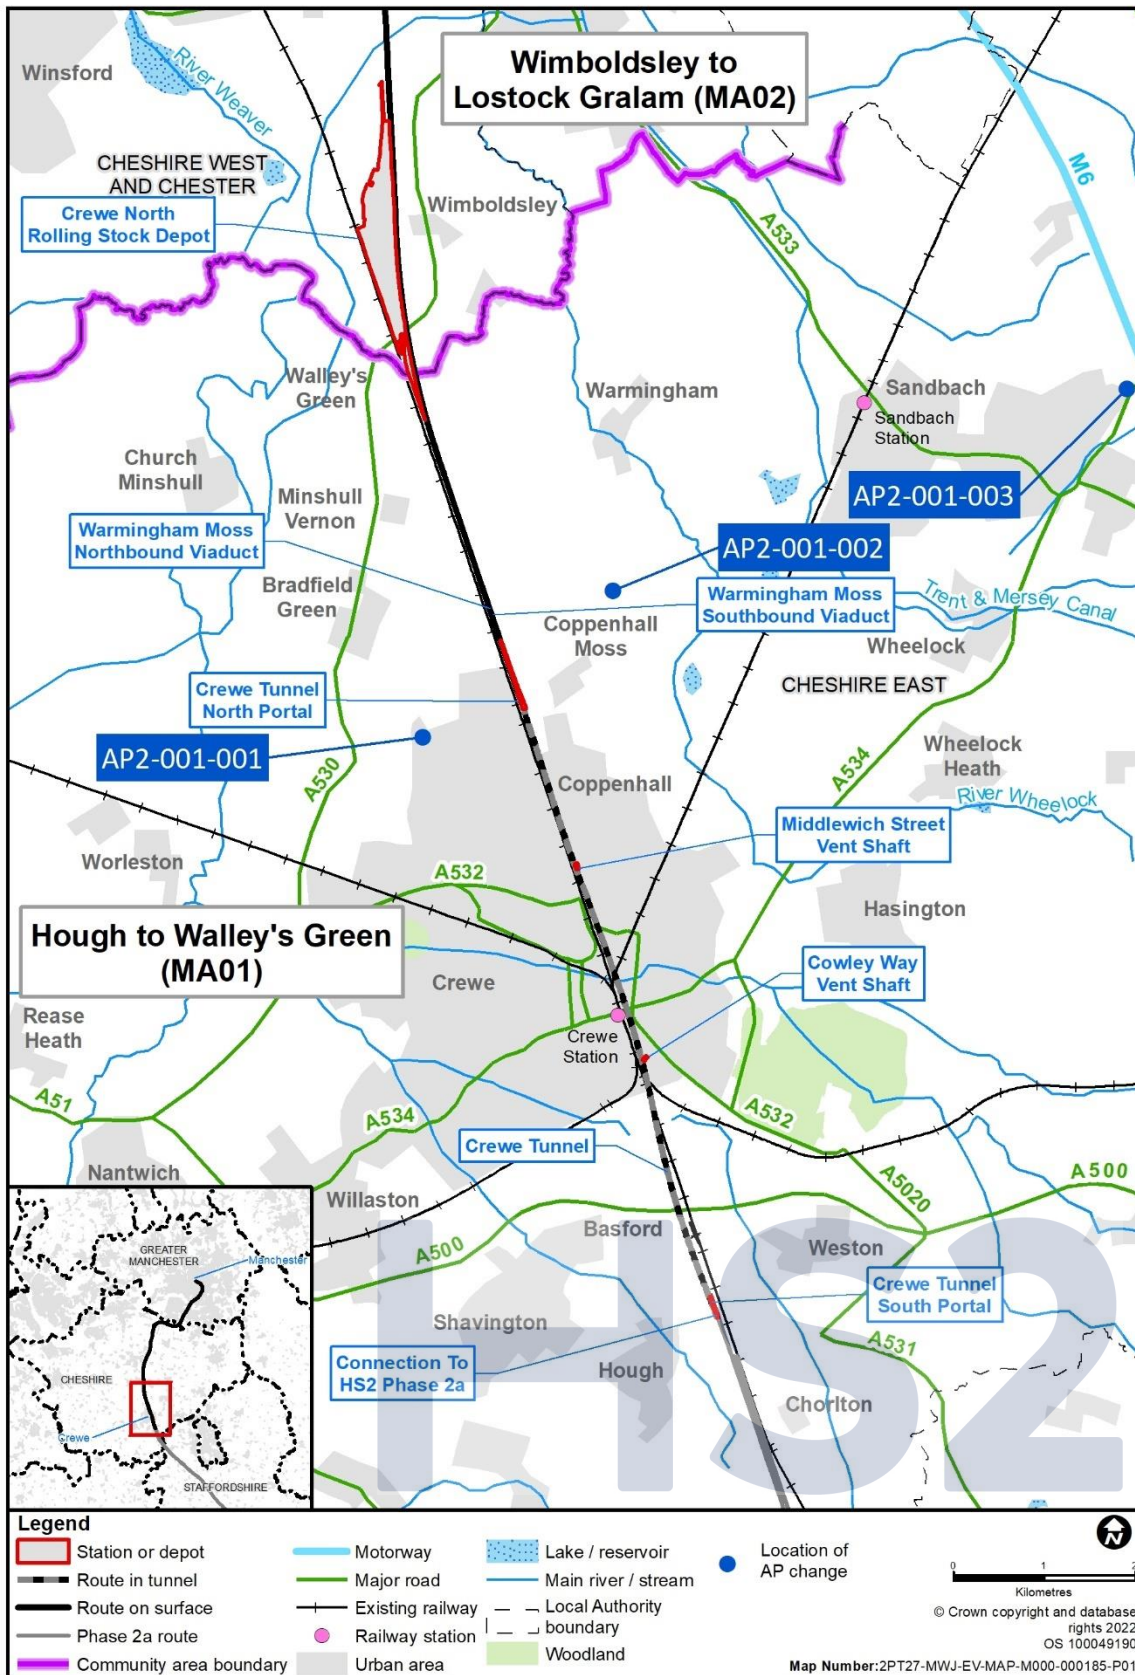 Winsford
River Weaver
Wimboldsley to
Lostock Gralam (MA02)
M6
CHESHIRE WEST
AND CHESTER
Crewe North
Rolling Stock Depot
Wimboldsley
A533
Walley's
Green
Warmingham
Sandbach
Sandbach
Station
Church
Minshull
Minshull
Vernon
AP2-001-003
Warmingham Moss
Northbound Viaduct
AP2-001-002
Bradfield
Green
Warmingham Moss
Southbound Viaduct
Trent & Mersey Canal
Coppenhall
Moss
Wheelock
Crewe Tunnel
North Portal
CHESHIRE EAST
AP2-001-001
A530
Wheelock
Heath
A534
Coppenhall
River Wheelock
Middlewich Street
Vent Shaft
Worleston
A532
Hassington
Hough to Walley's Green
(MA01)
Crewe
Cowley Way
Vent Shaft
Rease
Heath
Crewe
Station
A51
A534
A532
Crewe Tunnel
Nantwich
Willaston
A5020
A500
Basford
A500
Weston
HS2
Crewe Tunnel
South Portal
Shavington
A531
Connection To
HS2 Phase 2a
Hough
Chorlton
GREATER
MANCHESTER
Manchester
CHESHIRE
Crewe
STAFFORDSHIRE
Legend
Station or depot
Route in tunnel
Route on surface
Phase 2a route
Community area boundary
Motorway
Major road
Existing railway
Railway station
Urban area
Lake / reservoir
Main river / stream
Local Authority
boundary
Woodland
Location of
AP change
0 1 2
Kilometres
© Crown copyright and database
rights 2022
OS 100049190
Map Number:2PT27-MWJ-EV-MAP-M000-000185-P01